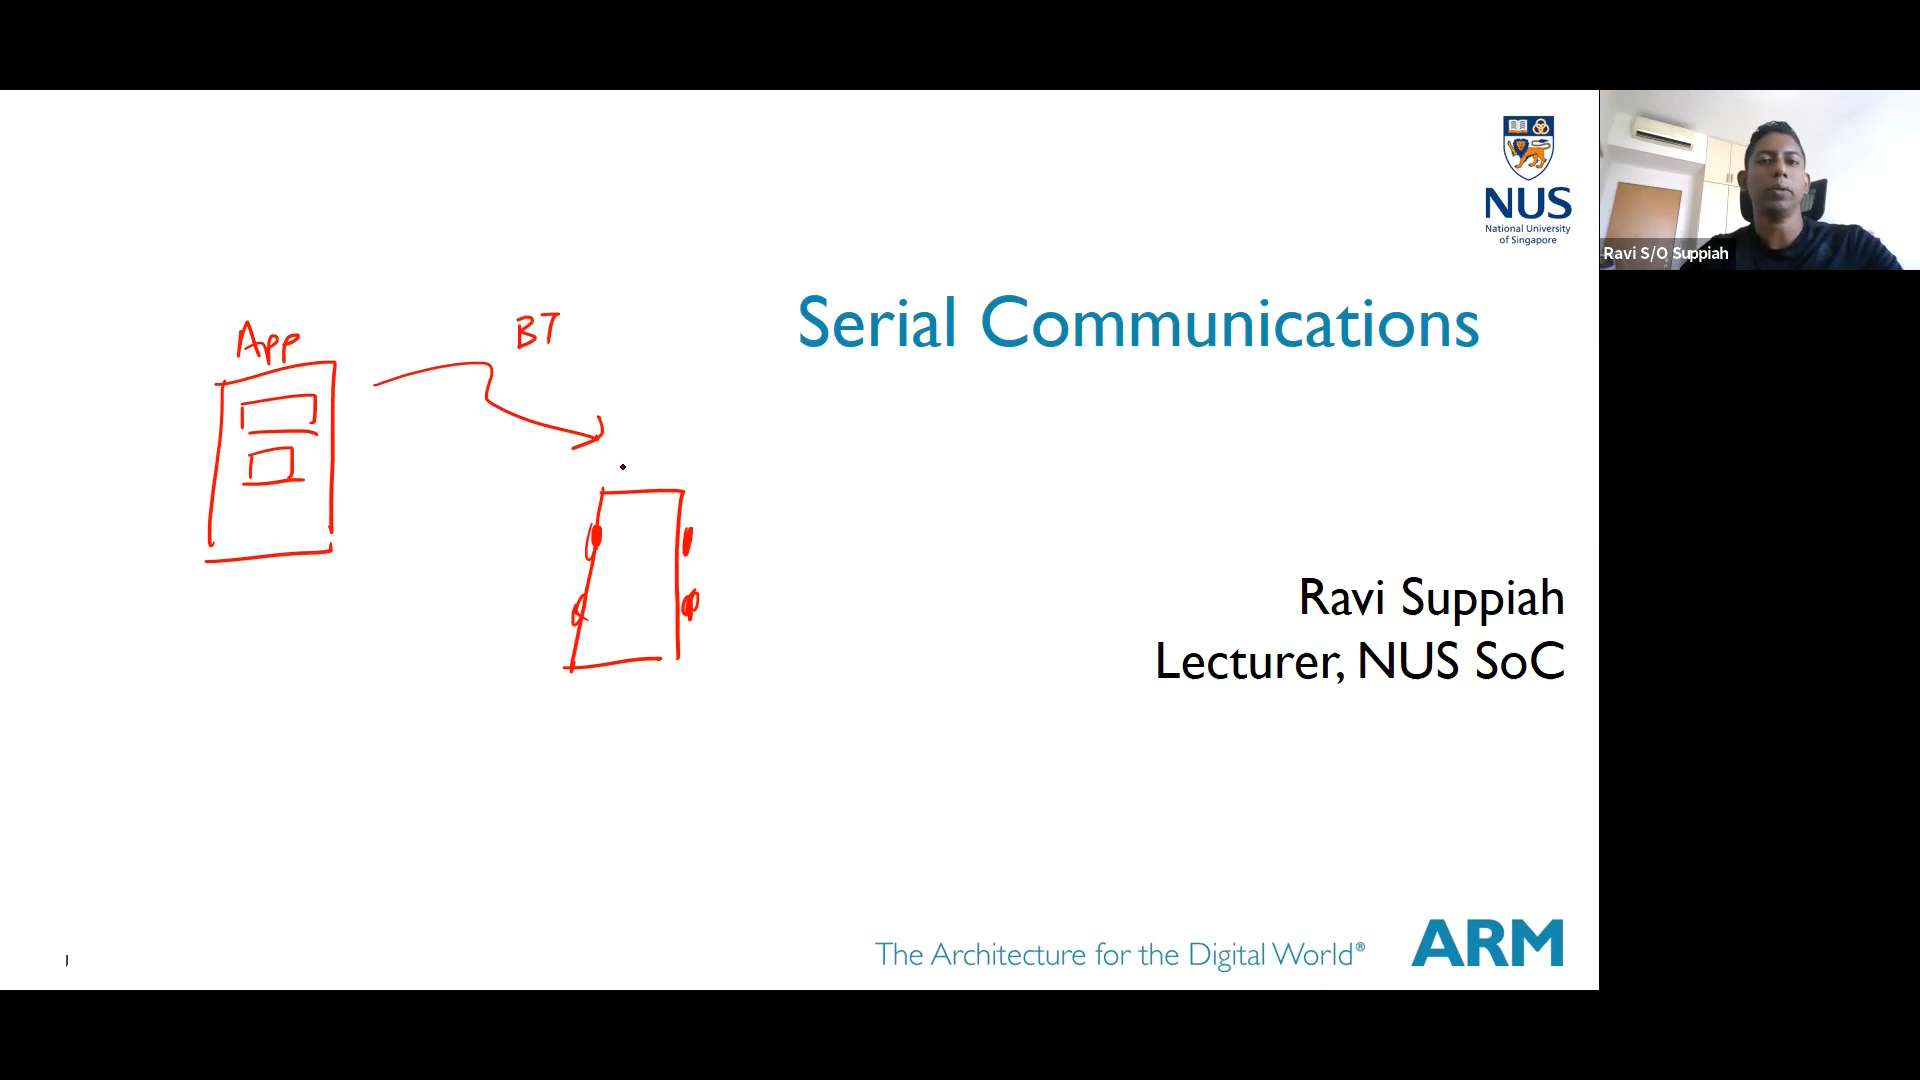 NUS
National University
of Singapore
Ravi S/O Suppiah
Serial Communications
App
BT
Ravi Suppiah
Lecturer, NUS SoC
The Architecture for the Digital World®
ARM